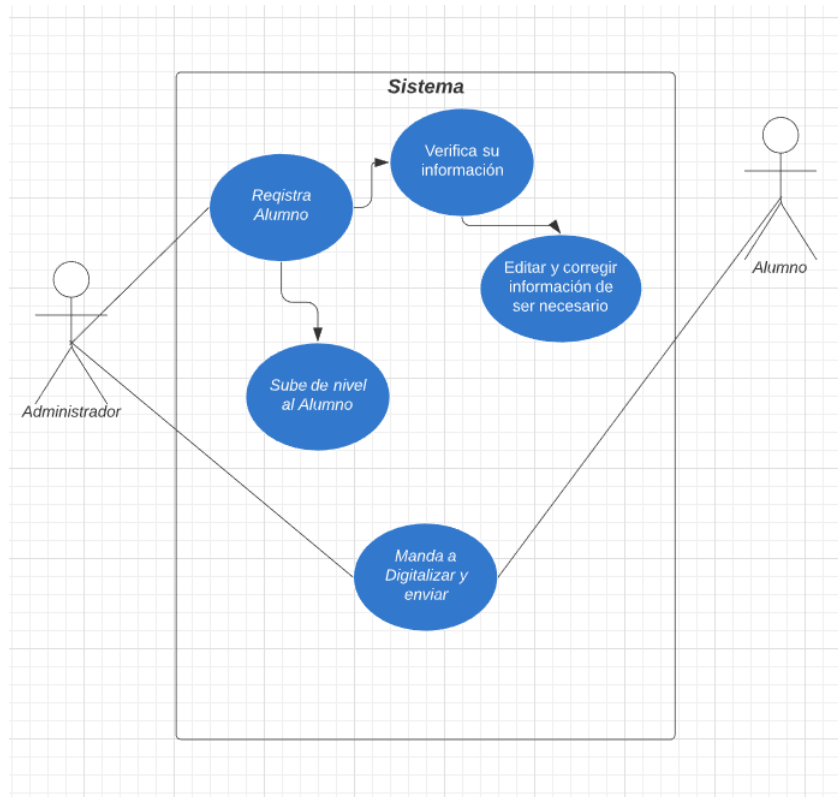 Sistema
Verifica su
información
Reqistra
Alumno
Editar y corregir
información de
ser necesario
Alumno
Sube de nivel
al Alumno
Administrador
Manda a
Digitalizar y
enviar